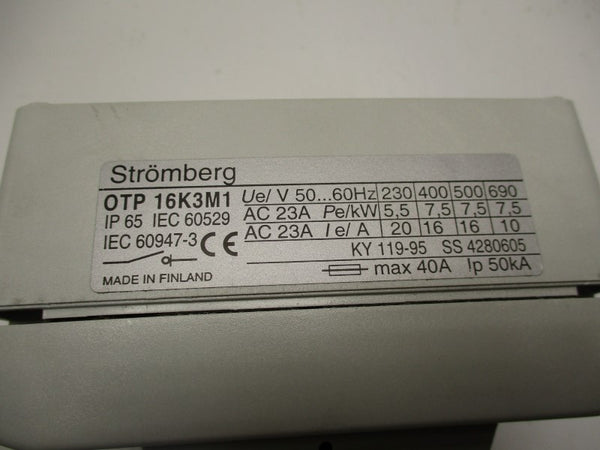 Strömberg
OTP 16K3M1 Ue/ V 50...60Hz 230 400 500 690
IP 65 IEC 60529 AC 23A Pe/kW 5,5 7,5 7,5 7,5
IEC 60947-3 CE AC 23A Ie/ A 20 16 16 10
KY 119-95 SS 4280605
MADE IN FINLAND max 40A Ip 50kA